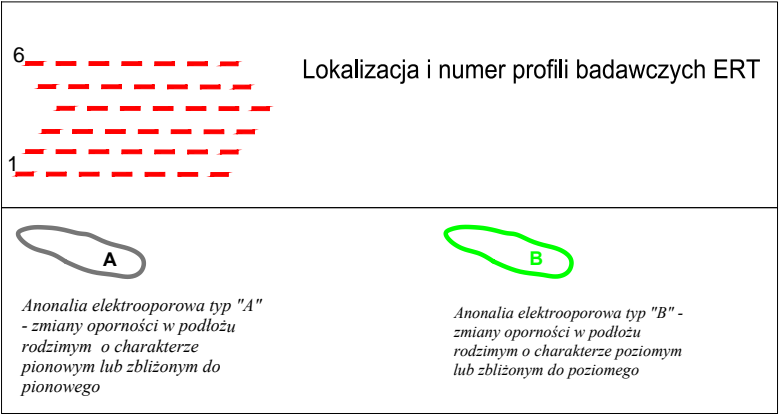 6
Lokalizacja i numer profili badawczych ERT
1
A
Anonalia elektrooporowa typ "A"
- zmiany oporności w podłożu
rodzimym o charakterze
pionowym lub zbliżonym do
pionowego
B
Anonalia elektrooporowa typ "B" -
zmiany oporności w podłożu
rodzimym o charakterze poziomym
lub zbliżonym do poziomego